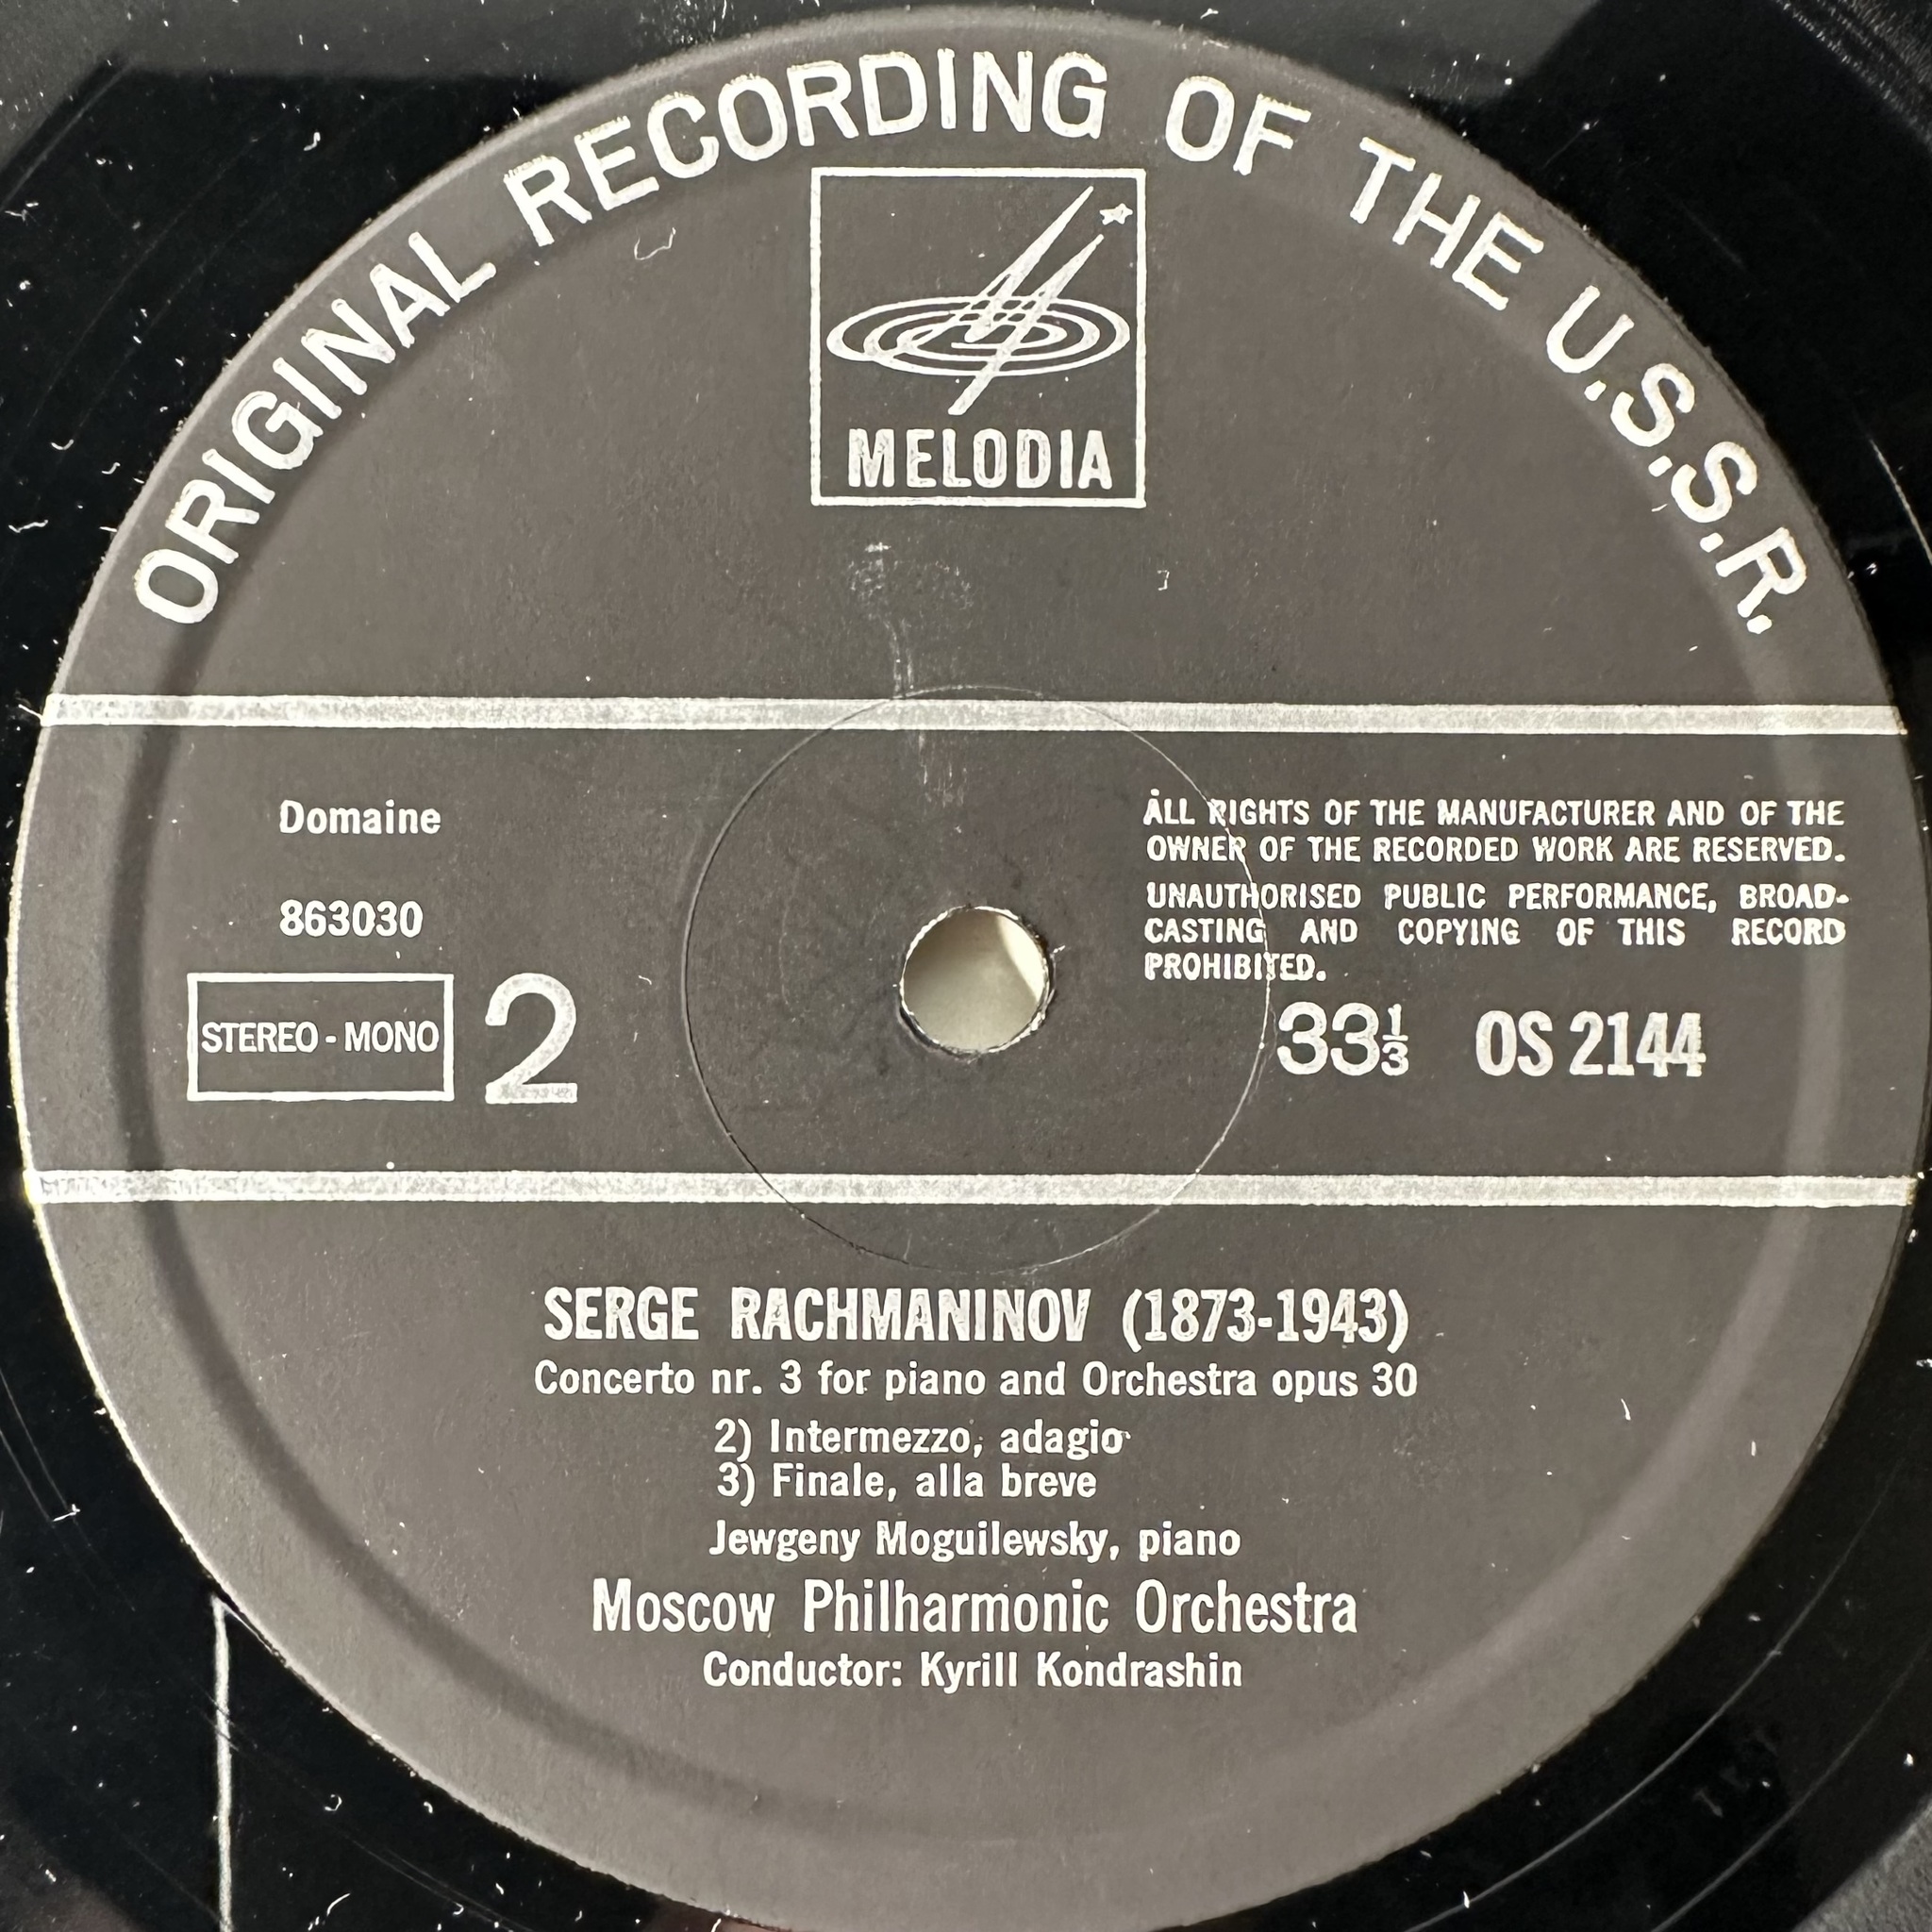 ORIGINAL RECORDING OF THE U.S.S.R.
MELODIA
Domaine
863030
STEREO - MONO
2
ALL RIGHTS OF THE MANUFACTURER AND OF THE
OWNER OF THE RECORDED WORK ARE RESERVED.
UNAUTHORISED PUBLIC PERFORMANCE, BROAD-
CASTING AND COPYING OF THIS RECORD
PROHIBITED.
33⅓ OS 2144
SERGE RACHMANINOV (1873-1943)
Concerto nr. 3 for piano and Orchestra opus 30
2) Intermezzo, adagio
3) Finale, alla breve
Jewgeny Moguilewsky, piano
Moscow Philharmonic Orchestra
Conductor: Kyrill Kondrashin